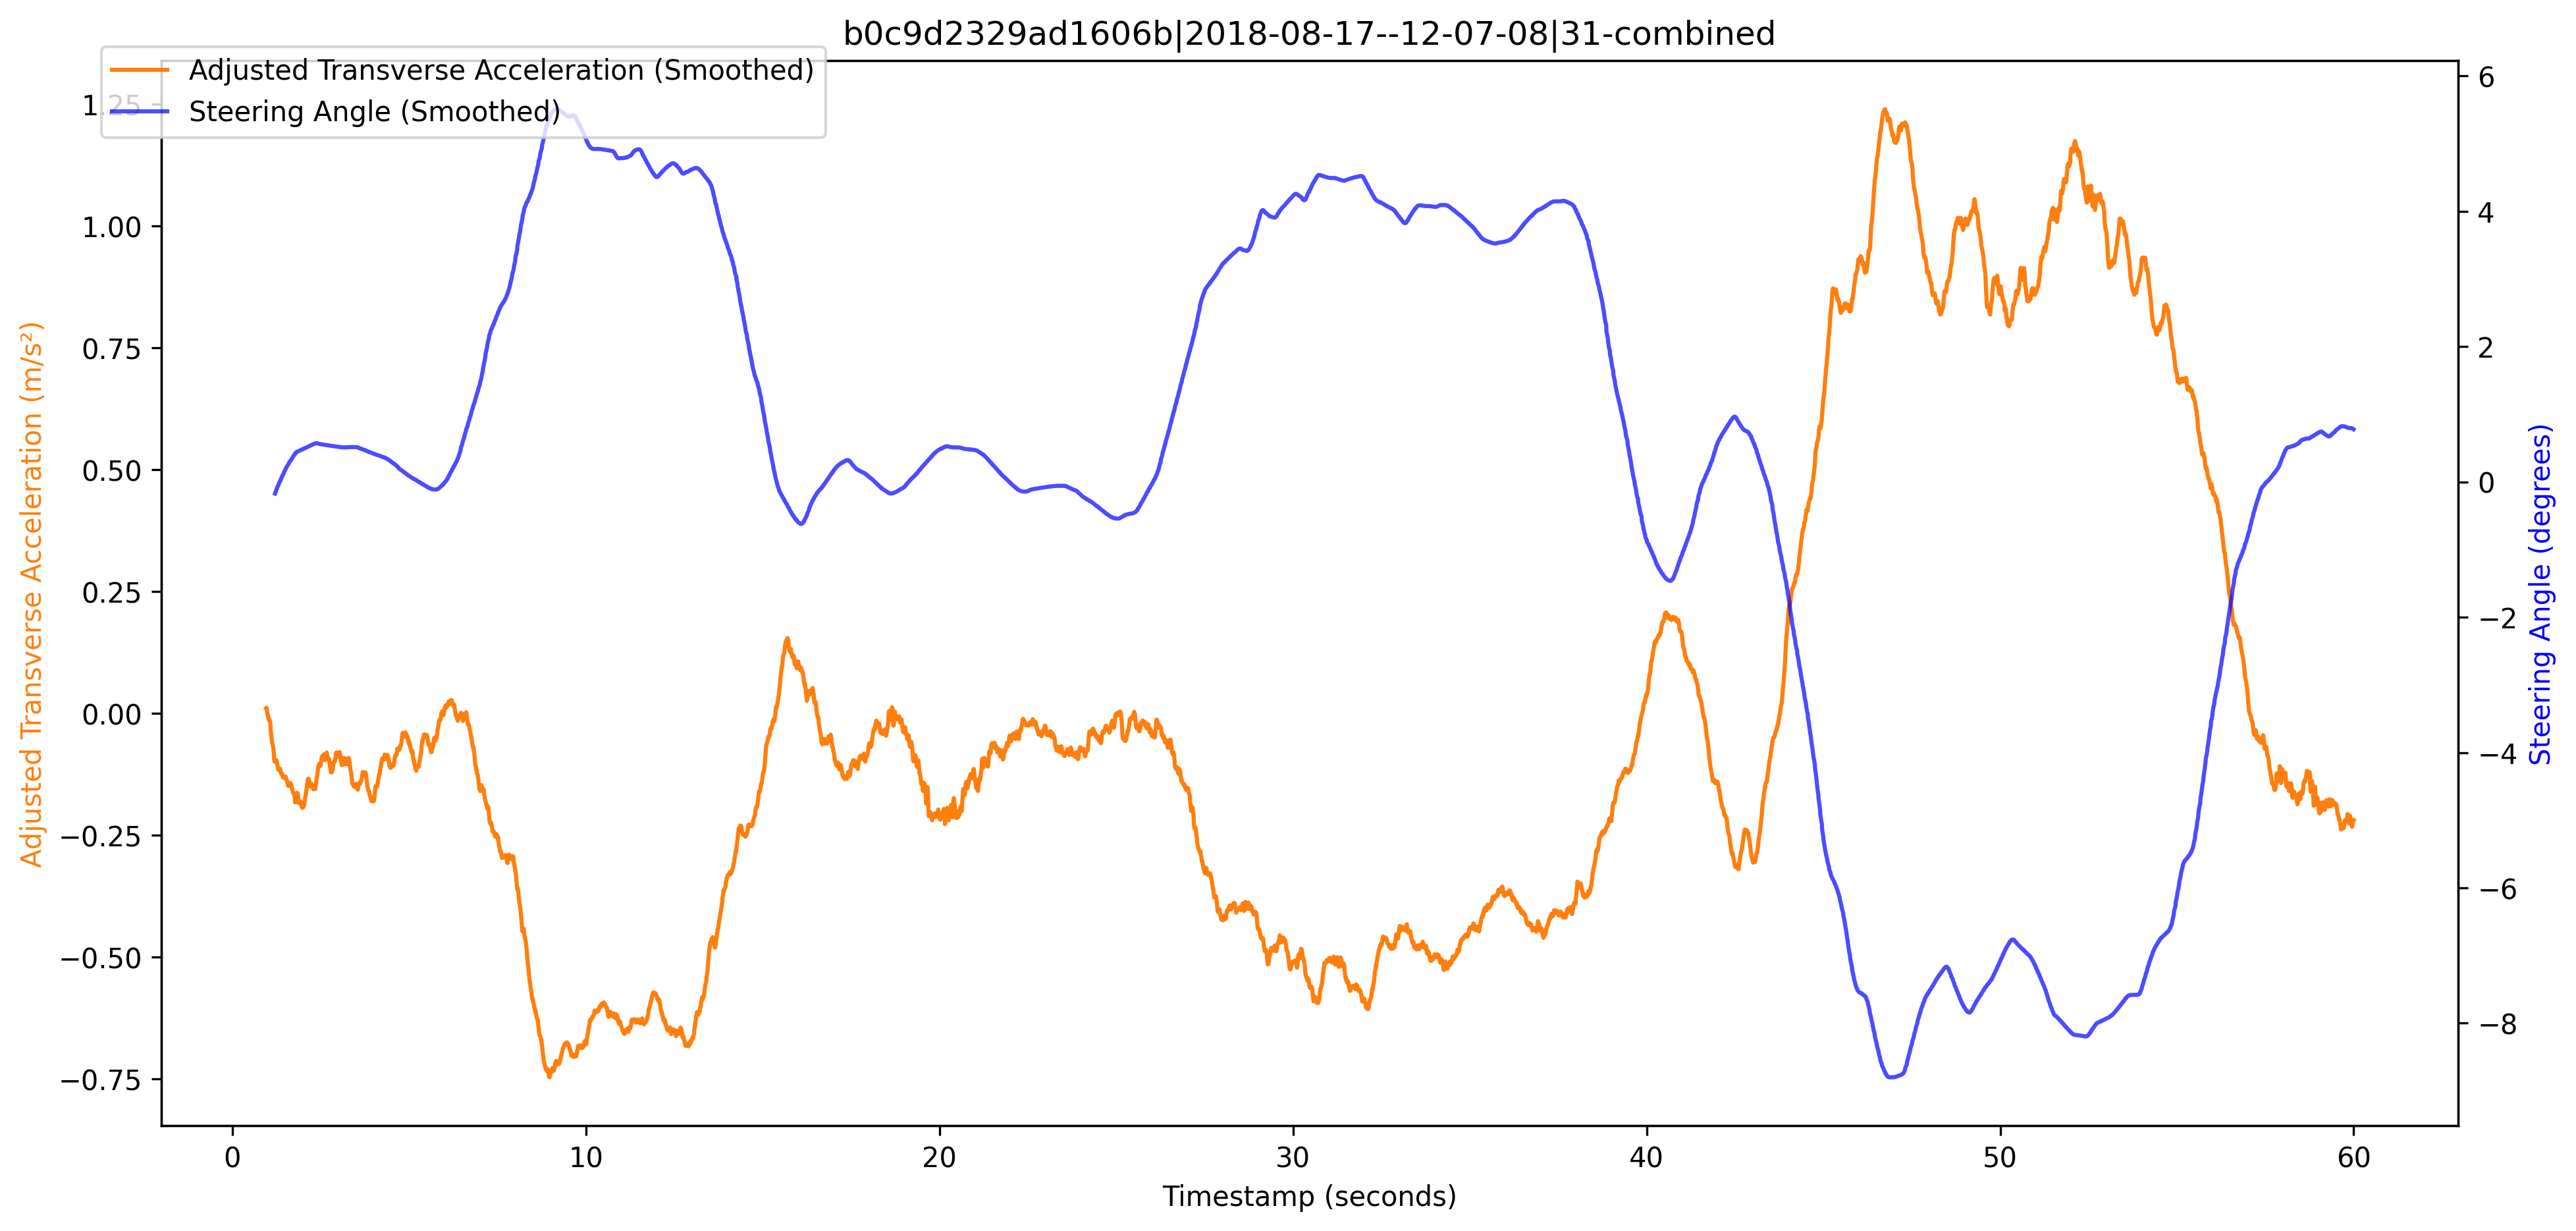 b0c9d2329ad1606b|2018-08-17--12-07-08|31-combined
Adjusted Transverse Acceleration (Smoothed)
Steering Angle (Smoothed)
Adjusted Transverse Acceleration (m/s²)
1.25
1.00
0.75
0.50
0.25
0.00
−0.25
−0.50
−0.75
6
4
2
0
−2
−4
−6
−8
Steering Angle (degrees)
0 10 20 30 40 50 60
Timestamp (seconds)